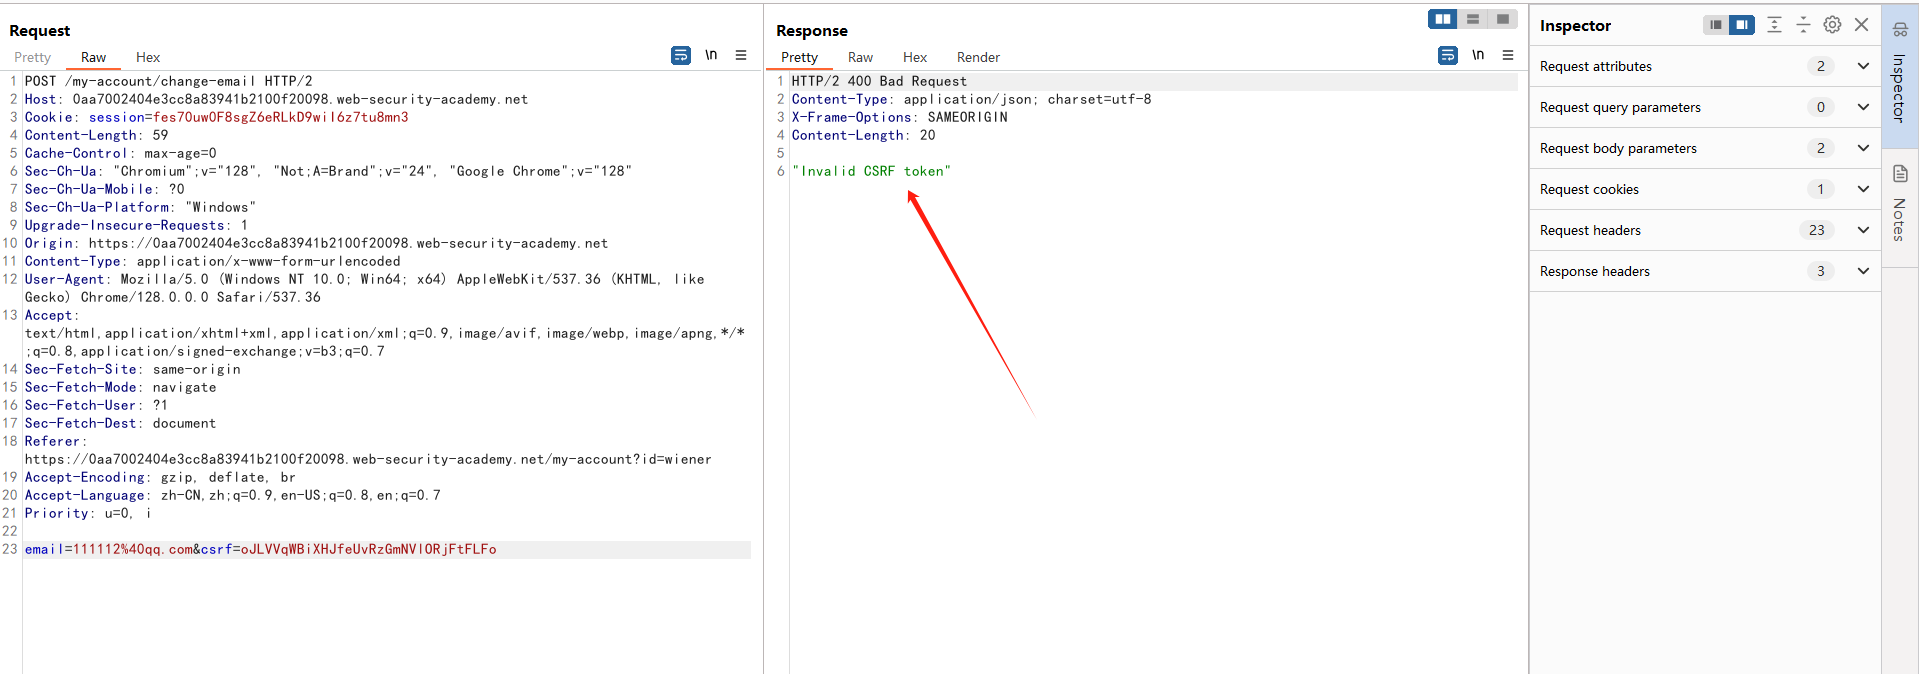 Request
Pretty Raw Hex
\n
1 POST /my-account/change-email HTTP/2
2 Host: 0aa7002404e3cc8a83941b2100f20098.web-security-academy.net
3 Cookie: session=fes70uw0F8sgZ6eRLkD9wil6z7tu8mn3
4 Content-Length: 59
5 Cache-Control: max-age=0
6 Sec-Ch-Ua: "Chromium";v="128", "Not;A=Brand";v="24", "Google Chrome";v="128"
7 Sec-Ch-Ua-Mobile: ?0
8 Sec-Ch-Ua-Platform: "Windows"
9 Upgrade-Insecure-Requests: 1
10 Origin: https://0aa7002404e3cc8a83941b2100f20098.web-security-academy.net
11 Content-Type: application/x-www-form-urlencoded
12 User-Agent: Mozilla/5.0 (Windows NT 10.0; Win64; x64) AppleWebKit/537.36 (KHTML, like
Gecko) Chrome/128.0.0.0 Safari/537.36
13 Accept:
text/html,application/xhtml+xml,application/xml;q=0.9,image/avif,image/webp,image/apng,*/*
;q=0.8,application/signed-exchange;v=b3;q=0.7
14 Sec-Fetch-Site: same-origin
15 Sec-Fetch-Mode: navigate
16 Sec-Fetch-User: ?1
17 Sec-Fetch-Dest: document
18 Referer:
https://0aa7002404e3cc8a83941b2100f20098.web-security-academy.net/my-account?id=wiener
19 Accept-Encoding: gzip, deflate, br
20 Accept-Language: zh-CN,zh;q=0.9,en-US;q=0.8,en;q=0.7
21 Priority: u=0, i
22
23 email=111112%40qq.com&csrf=oJLVVqWBiXHJfeUvRzGmNVlORjFtFLFo
Response
Pretty Raw Hex Render
\n
1 HTTP/2 400 Bad Request
2 Content-Type: application/json; charset=utf-8
3 X-Frame-Options: SAMEORIGIN
4 Content-Length: 20
5
6 "Invalid CSRF token"
Inspector
Request attributes 2
Request query parameters 0
Request body parameters 2
Request cookies 1
Request headers 23
Response headers 3
Inspector
Notes